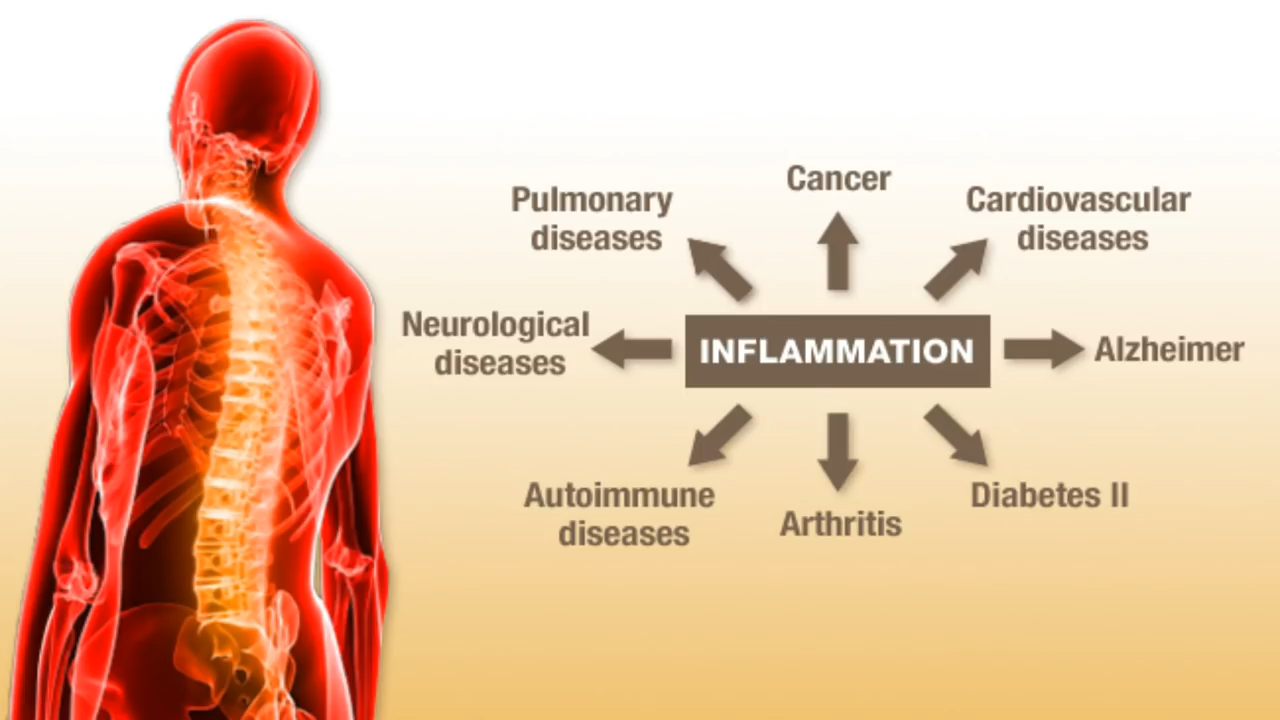 Cancer
Pulmonary
diseases
Cardiovascular
diseases
Neurological
diseases
INFLAMMATION
Alzheimer
Autoimmune
diseases
Arthritis
Diabetes II